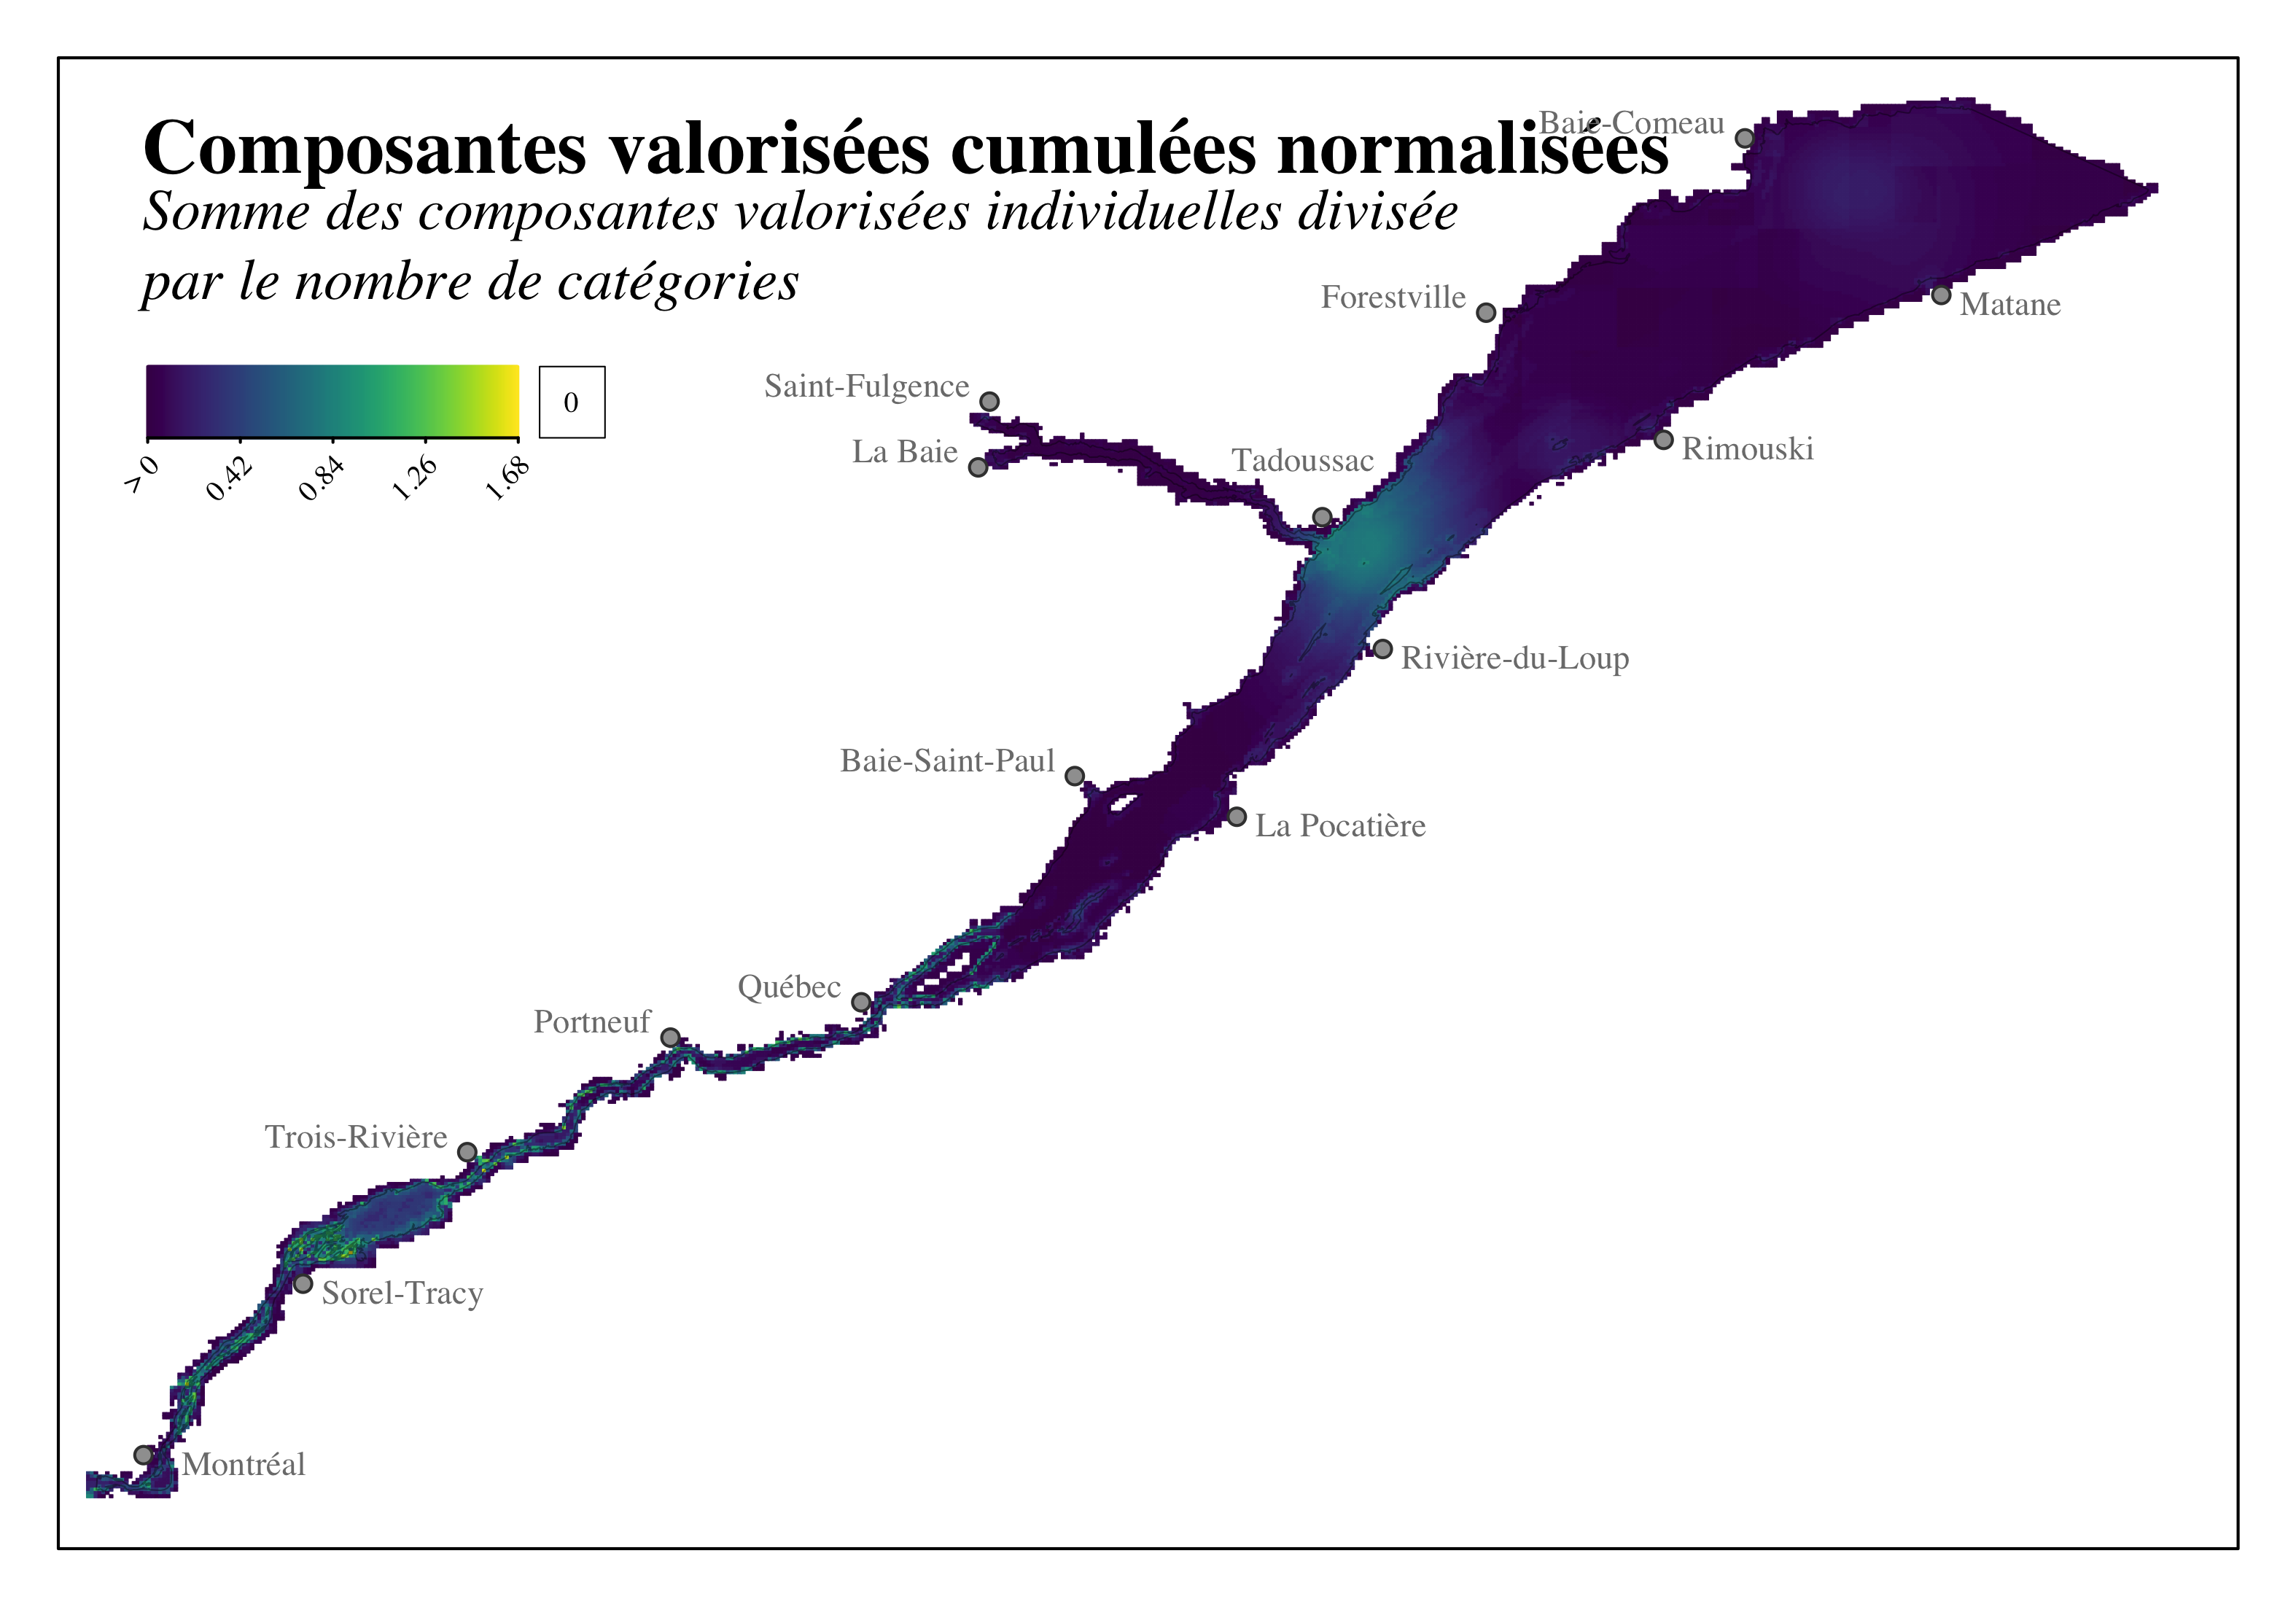 Composantes valorisées cumulées normalisées
Somme des composantes valorisées individuelles divisée
par le nombre de catégories
> 0
0.42
0.84
1.26
1.68
0
Baie-Comeau
Forestville
Matane
Saint-Fulgence
La Baie
Tadoussac
Rimouski
Rivière-du-Loup
Baie-Saint-Paul
La Pocatière
Québec
Portneuf
Trois-Rivière
Sorel-Tracy
Montréal